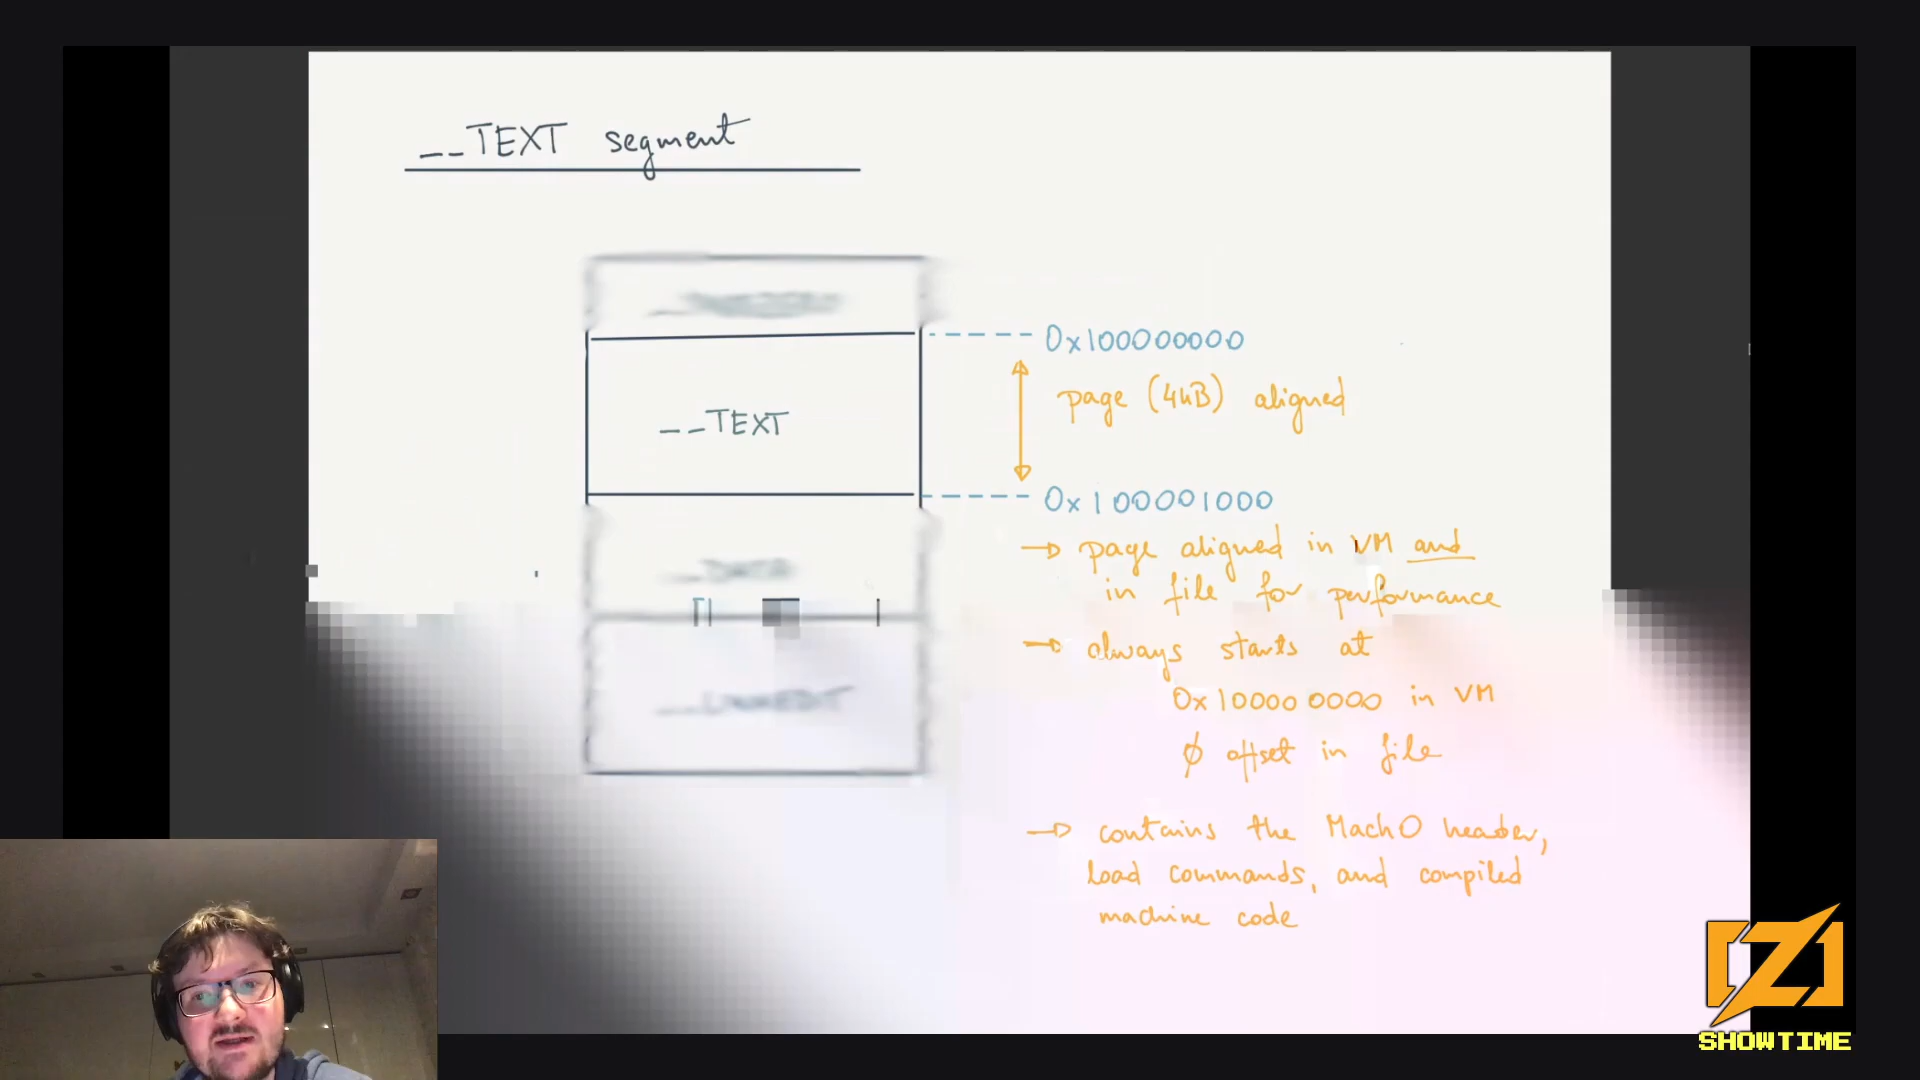 __TEXT segment
0x100000000
page (4kB) aligned
__TEXT
0x100001000
→ page aligned in VM and
in file for performance
__DATA
→ always starts at
0x10000 0000 in VM
__LINKEDIT
∅ offset in file
→ contains the MachO header,
load commands, and compiled
machine code
SHOWTIME